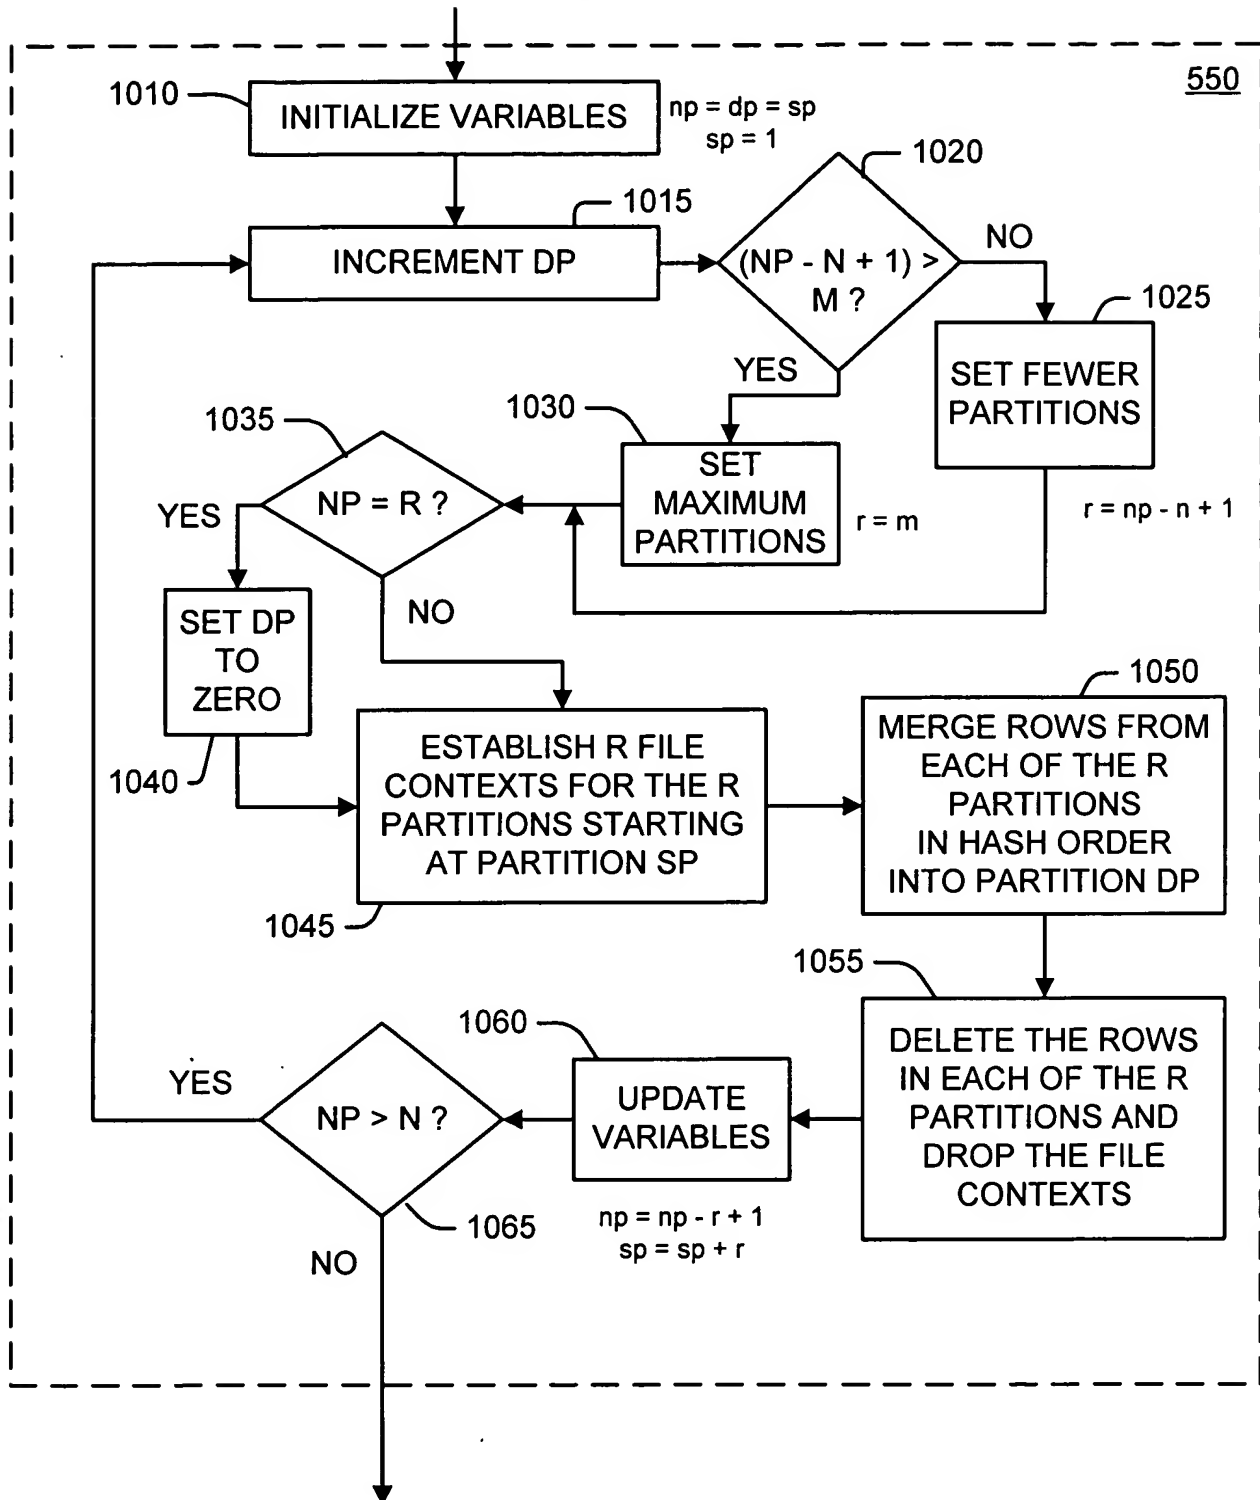 550
1010
INITIALIZE VARIABLES
np = dp = sp
sp = 1
1020
1015
INCREMENT DP
(NP - N + 1) >
M ?
NO
1025
SET FEWER
PARTITIONS
r = np - n + 1
YES
1030
SET
MAXIMUM
PARTITIONS
r = m
1035
NP = R ?
YES
NO
SET DP
TO
ZERO
1040
ESTABLISH R FILE
CONTEXTS FOR THE R
PARTITIONS STARTING
AT PARTITION SP
1045
1050
MERGE ROWS FROM
EACH OF THE R
PARTITIONS
IN HASH ORDER
INTO PARTITION DP
1055
DELETE THE ROWS
IN EACH OF THE R
PARTITIONS AND
DROP THE FILE
CONTEXTS
1060
UPDATE
VARIABLES
np = np - r + 1
sp = sp + r
YES
NP > N ?
1065
NO